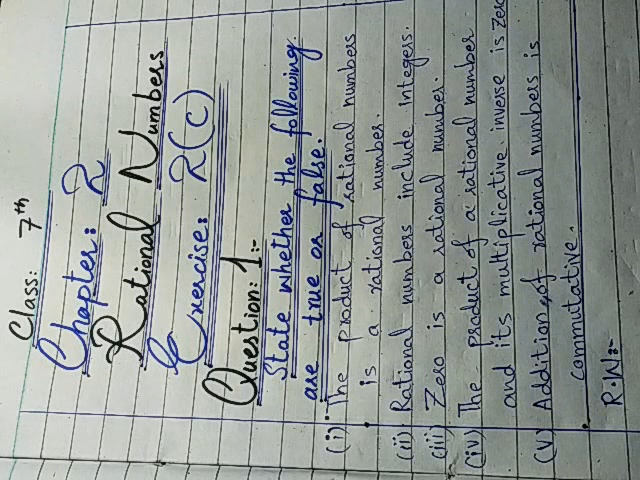 Class: 7th
Chapter: 2
Rational Numbers
Exercise: 2(c)
Question: 1:-
State whether the following
are true or false.
(i) The product of rational numbers
is a rational number.
(ii) Rational numbers include integers.
(iii) Zero is a rational number.
(iv) The product of a rational number
and its multiplicative inverse is zero
(v) Addition of rational numbers is
commutative.
R.W:-